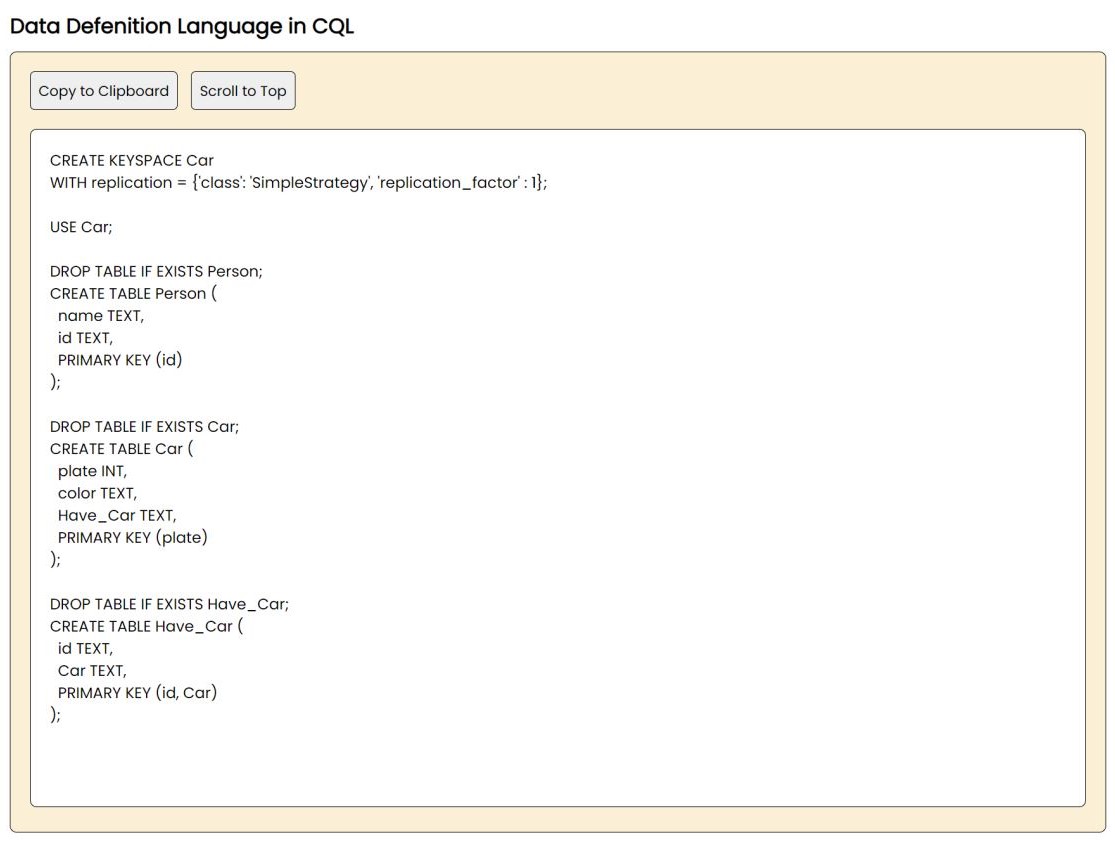 Data Defenition Language in CQL
Copy to Clipboard
Scroll to Top
CREATE KEYSPACE Car
WITH replication = {'class': 'SimpleStrategy', 'replication_factor' : 1};
USE Car;
DROP TABLE IF EXISTS Person;
CREATE TABLE Person (
name TEXT,
id TEXT,
PRIMARY KEY (id)
);
DROP TABLE IF EXISTS Car;
CREATE TABLE Car (
plate INT,
color TEXT,
Have_Car TEXT,
PRIMARY KEY (plate)
);
DROP TABLE IF EXISTS Have_Car;
CREATE TABLE Have_Car (
id TEXT,
Car TEXT,
PRIMARY KEY (id, Car)
);